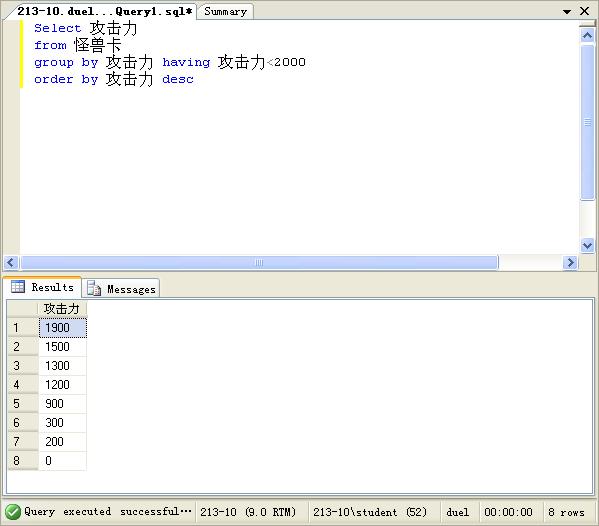 213-10.duel...Query1.sql* Summary
Select 攻击力
from 怪兽卡
group by 攻击力 having 攻击力<2000
order by 攻击力 desc
Results Messages
攻击力
1 1900
2 1500
3 1300
4 1200
5 900
6 300
7 200
8 0
Query executed successful... 213-10 (9.0 RTM) 213-10\student (52) duel 00:00:00 8 rows